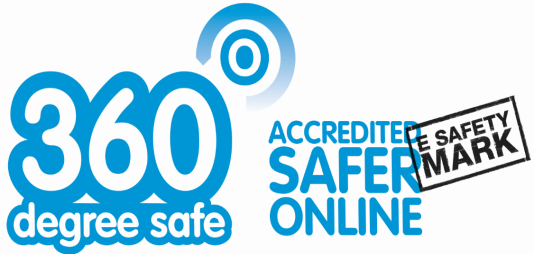 360°
degree safe
ACCREDITED
SAFER
ONLINE
E SAFETY
MARK